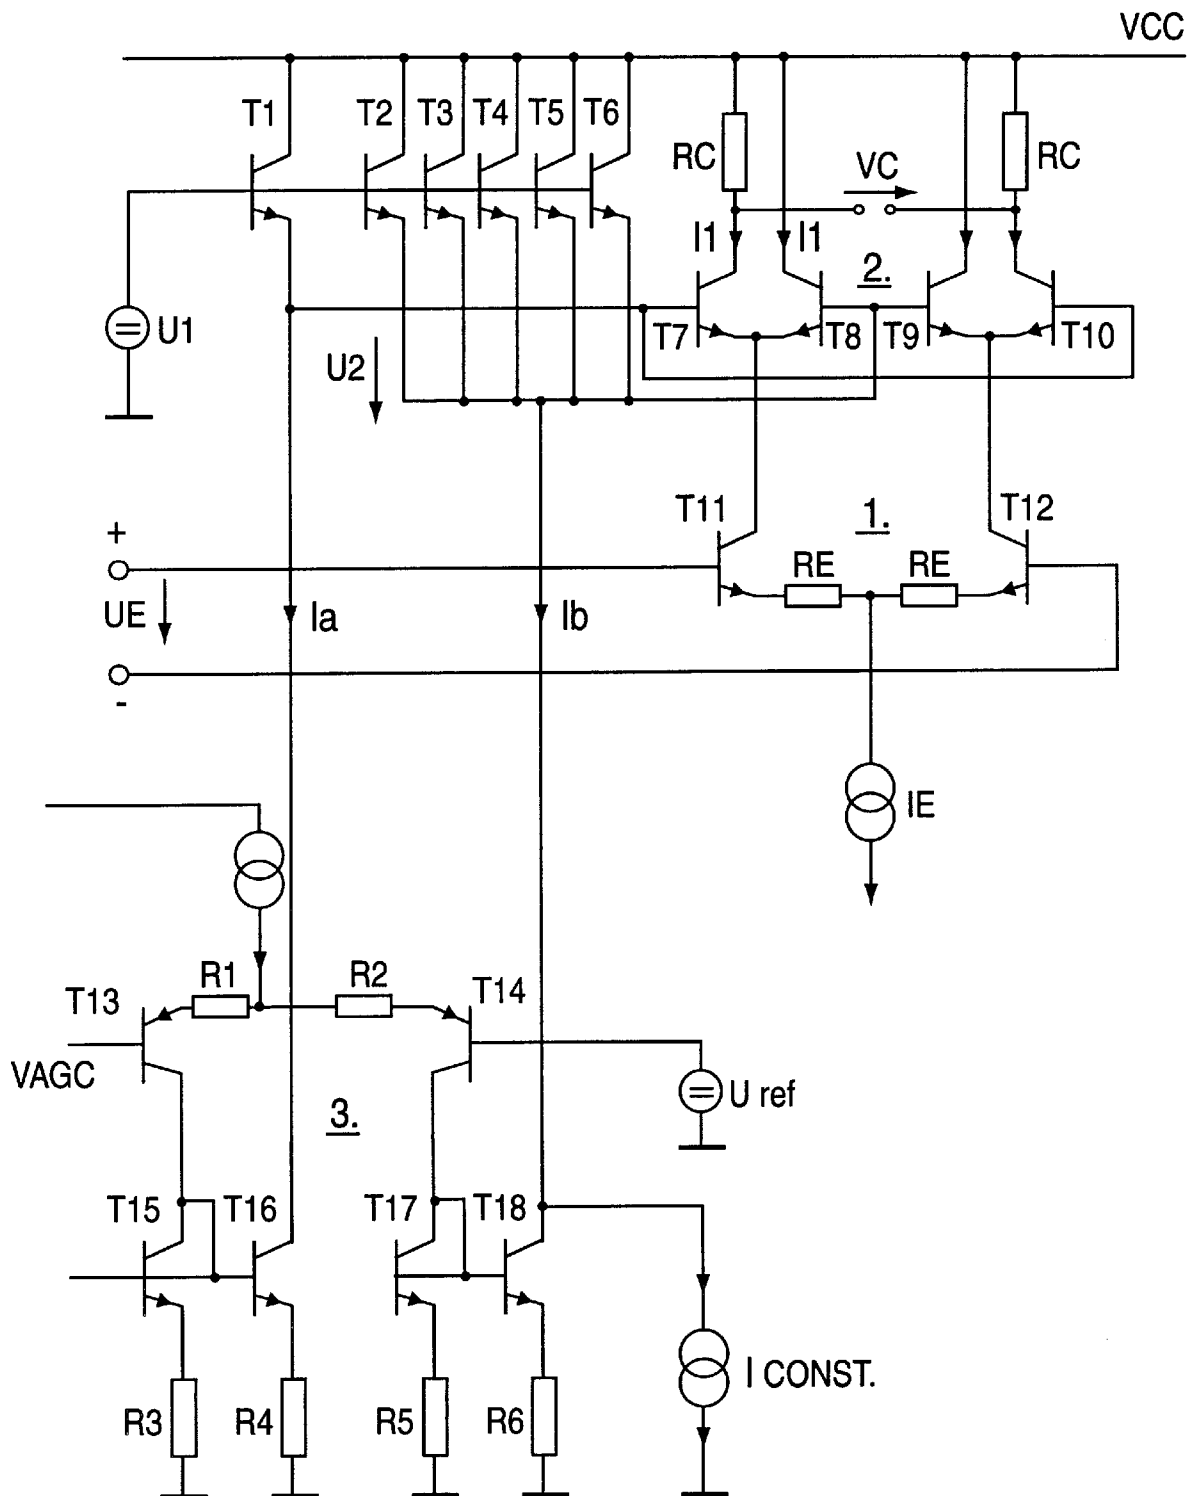 VCC
T1 T2 T3 T4 T5 T6
RC VC RC
I1 I1 2.
U1
T7 T8 T9 T10
U2
T11 1. T12
+
RE RE
UE Ia Ib
-
IE
R1 R2
T13 T14
VAGC
U ref
3.
T15 T16 T17 T18
I CONST.
R3 R4 R5 R6